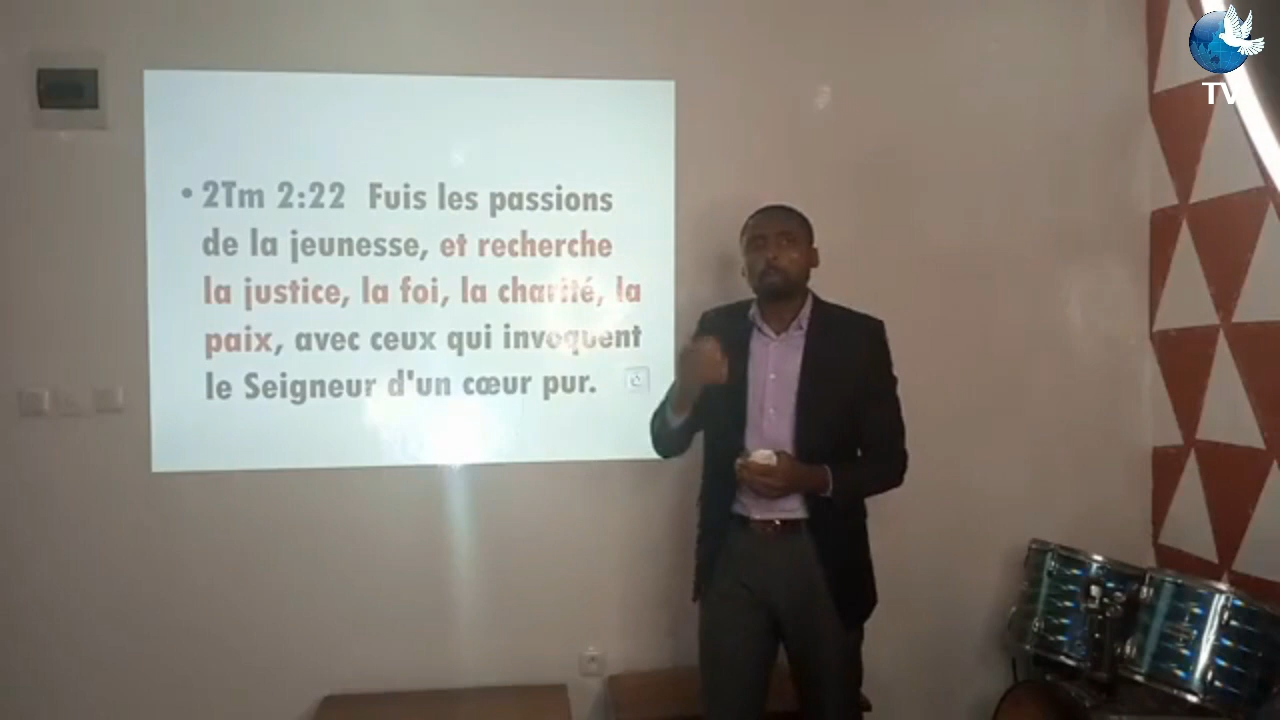 • 2Tm 2:22 Fuis les passions
de la jeunesse, et recherche
la justice, la foi, la charité, la
paix, avec ceux qui invoquent
le Seigneur d'un cœur pur.
TV